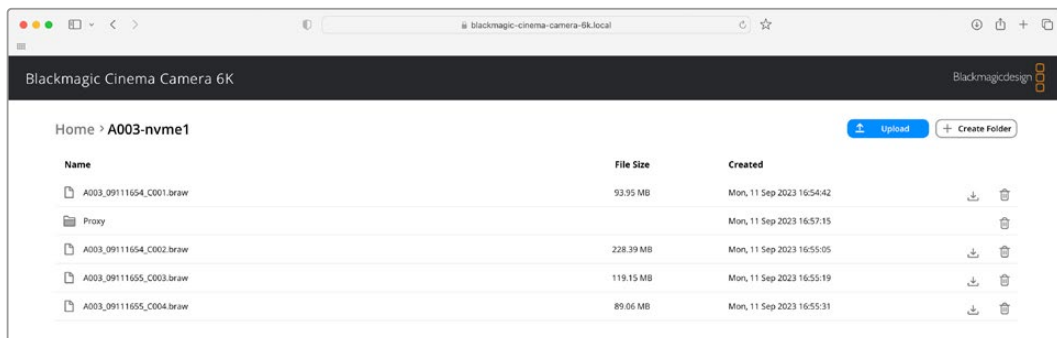 blackmagic-cinema-camera-6k.local
Blackmagic Cinema Camera 6K
Blackmagicdesign
Home > A003-nvme1
Upload
+ Create Folder
Name File Size Created
A003_09111654_C001.braw 93.95 MB Mon, 11 Sep 2023 16:54:42
Proxy Mon, 11 Sep 2023 16:57:15
A003_09111654_C002.braw 228.39 MB Mon, 11 Sep 2023 16:55:05
A003_09111655_C003.braw 119.15 MB Mon, 11 Sep 2023 16:55:19
A003_09111655_C004.braw 89.06 MB Mon, 11 Sep 2023 16:55:31